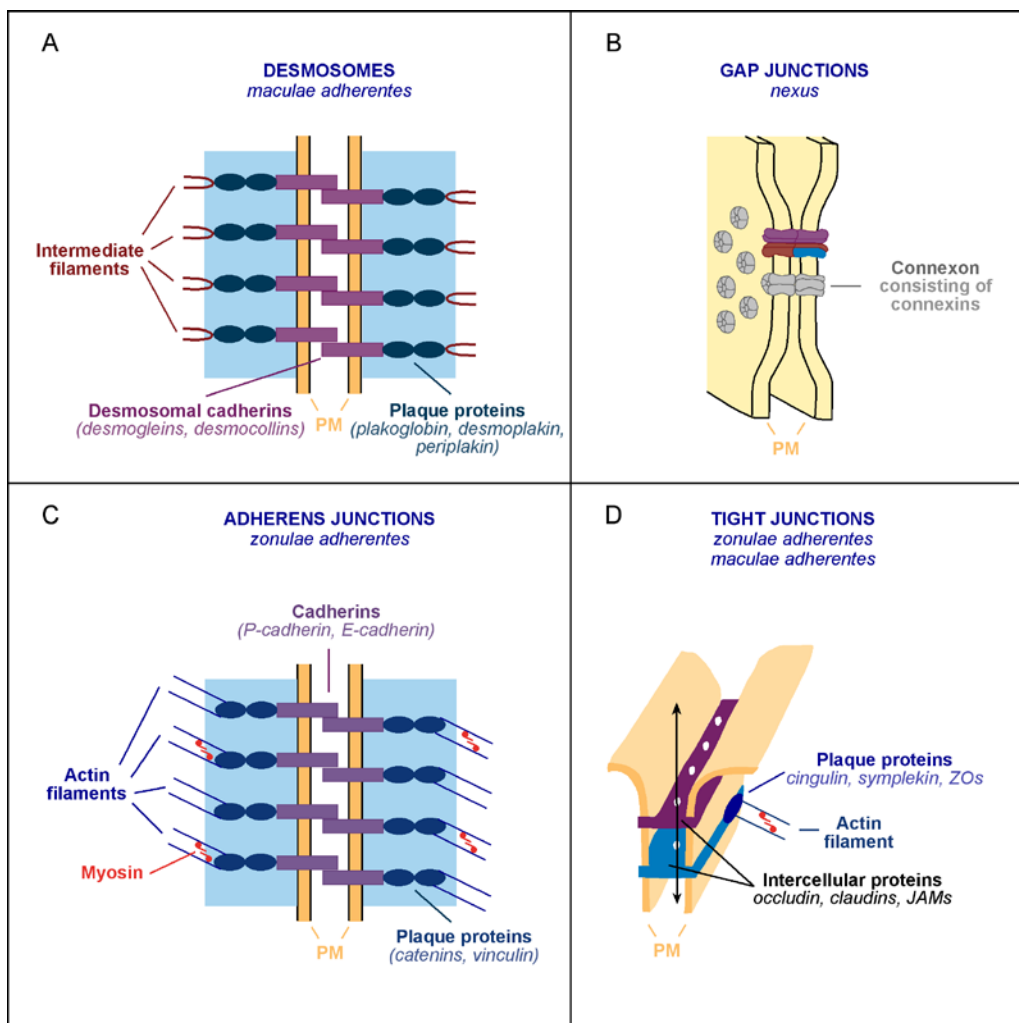 A
DESMOSOMES
maculae adherentes
Intermediate
filaments
Desmosomal cadherins
(desmogleins, desmocollins)
PM
Plaque proteins
(plakoglobin, desmoplakin,
periplakin)
B
GAP JUNCTIONS
nexus
Connexon
consisting of
connexins
PM
C
ADHERENS JUNCTIONS
zonulae adherentes
Cadherins
(P-cadherin, E-cadherin)
Actin
filaments
Myosin
PM
Plaque proteins
(catenins, vinculin)
D
TIGHT JUNCTIONS
zonulae adherentes
maculae adherentes
Plaque proteins
cingulin, symplekin, ZOs
Actin
filament
Intercellular proteins
occludin, claudins, JAMs
PM